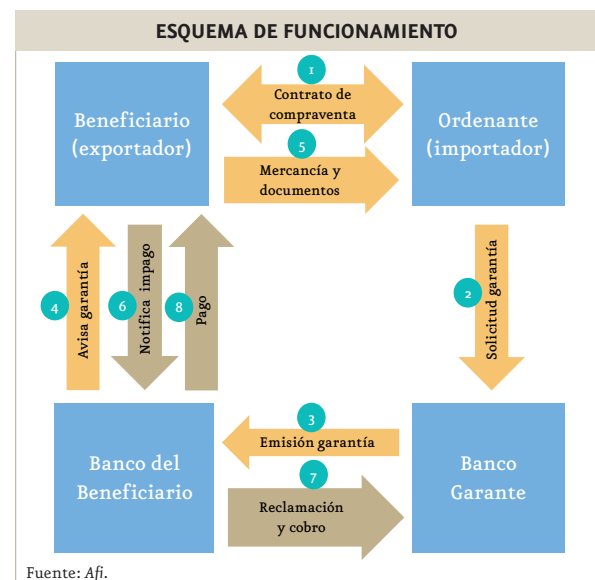 ESQUEMA DE FUNCIONAMIENTO
1
Contrato de
compraventa
Beneficiario
(exportador)
Ordenante
(importador)
5
Mercancía y
documentos
4
Avisa garantía
6
Notifica impago
8
Pago
2
Solicitud garantía
3
Emisión garantía
Banco del
Beneficiario
Banco
Garante
7
Reclamación
y cobro
Fuente: Afi.